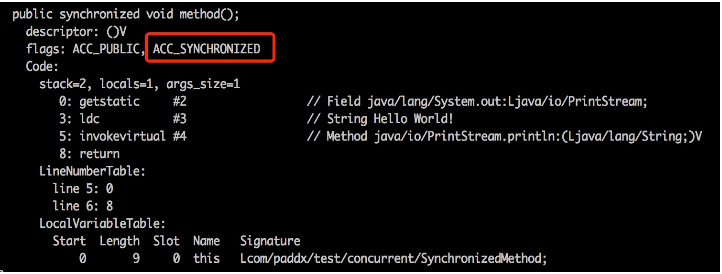 public synchronized void method();
descriptor: ()V
flags: ACC_PUBLIC, ACC_SYNCHRONIZED
Code:
stack=2, locals=1, args_size=1
0: getstatic #2 // Field java/lang/System.out:Ljava/io/PrintStream;
3: ldc #3 // String Hello World!
5: invokevirtual #4 // Method java/io/PrintStream.println:(Ljava/lang/String;)V
8: return
LineNumberTable:
line 5: 0
line 6: 8
LocalVariableTable:
Start Length Slot Name Signature
0 9 0 this Lcom/paddx/test/concurrent/SynchronizedMethod;